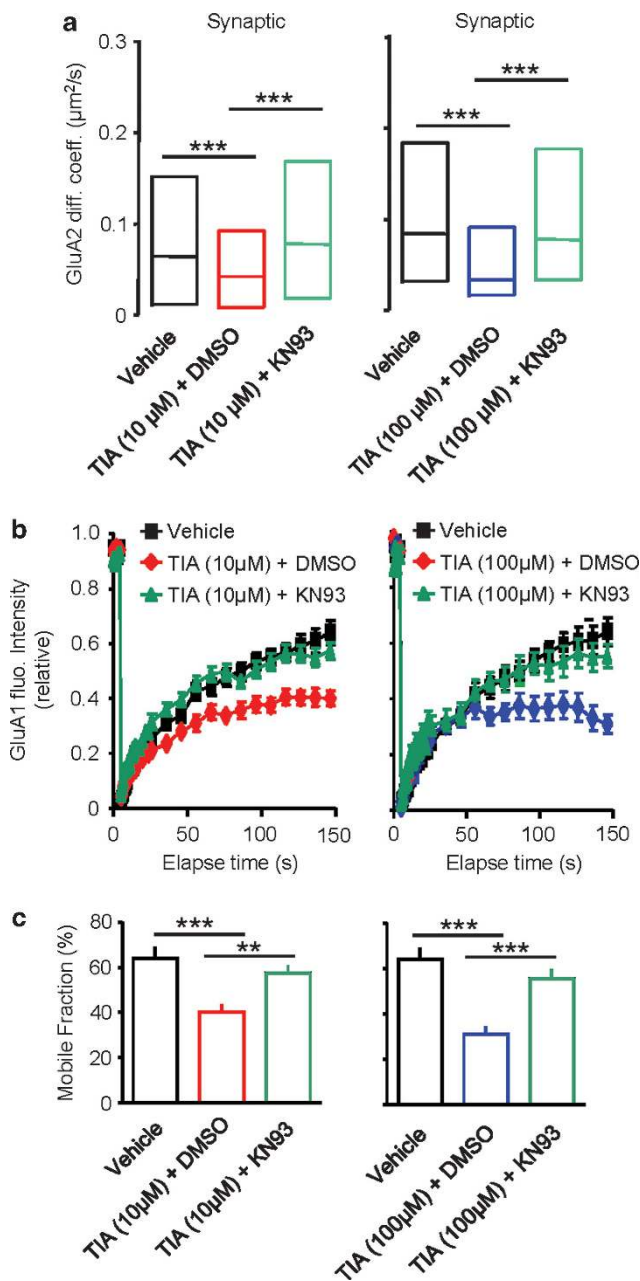 a
Synaptic
Synaptic
GluA2 diff. coeff. (µm²/s)
0.3
0.2
0.1
0
***
***
***
***
Vehicle
TIA (10 µM) + DMSO
TIA (10 µM) + KN93
Vehicle
TIA (100 µM) + DMSO
TIA (100 µM) + KN93
b
GluA1 fluo. Intensity
(relative)
1.0
0.8
0.6
0.4
0.2
0
Vehicle
TIA (10µM) + DMSO
TIA (10µM) + KN93
Vehicle
TIA (100µM) + DMSO
TIA (100µM) + KN93
0 50 100 150
0 50 100 150
Elapse time (s)
Elapse time (s)
c
Mobile Fraction (%)
80
60
40
20
0
***
**
***
***
Vehicle
TIA (10µM) + DMSO
TIA (10µM) + KN93
Vehicle
TIA (100µM) + DMSO
TIA (100µM) + KN93